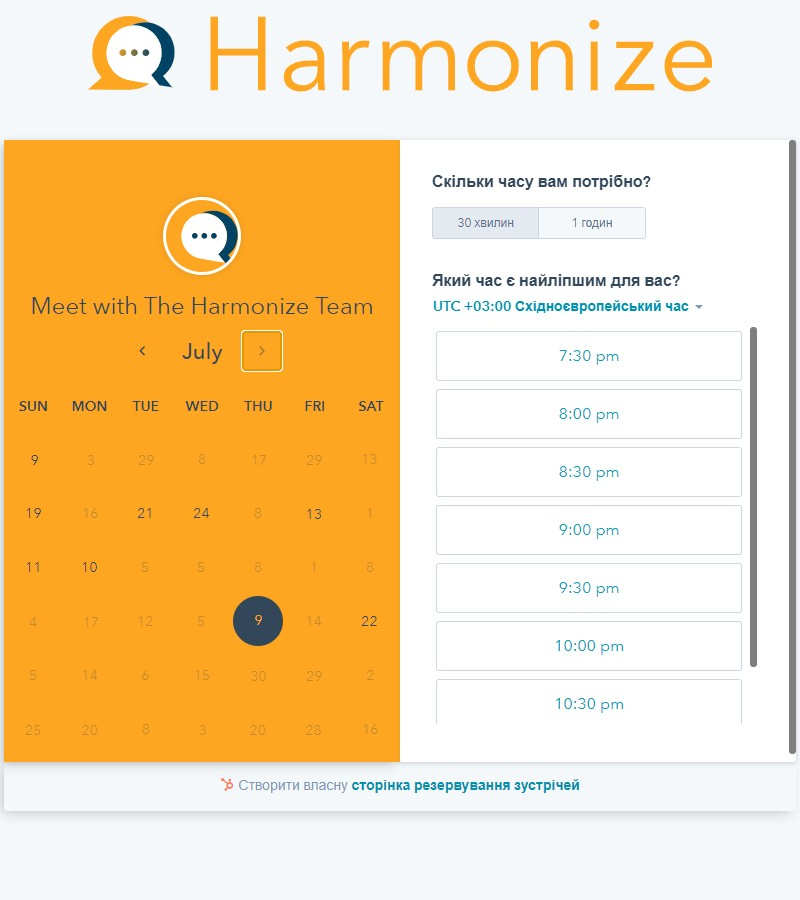 Harmonize
Meet with The Harmonize Team
July
SUN MON TUE WED THU FRI SAT
9 3 29 8 17 29 13
19 16 21 24 8 13 1
11 10 5 5 8 1 8
4 17 12 5 9 14 22
5 14 6 15 30 29 2
25 20 8 3 20 28 16
Скільки часу вам потрібно?
30 хвилин 1 годин
Який час є найліпшим для вас?
UTC +03:00 Східноєвропейський час
7:30 pm
8:00 pm
8:30 pm
9:00 pm
9:30 pm
10:00 pm
10:30 pm
Створити власну сторінка резервування зустрічей